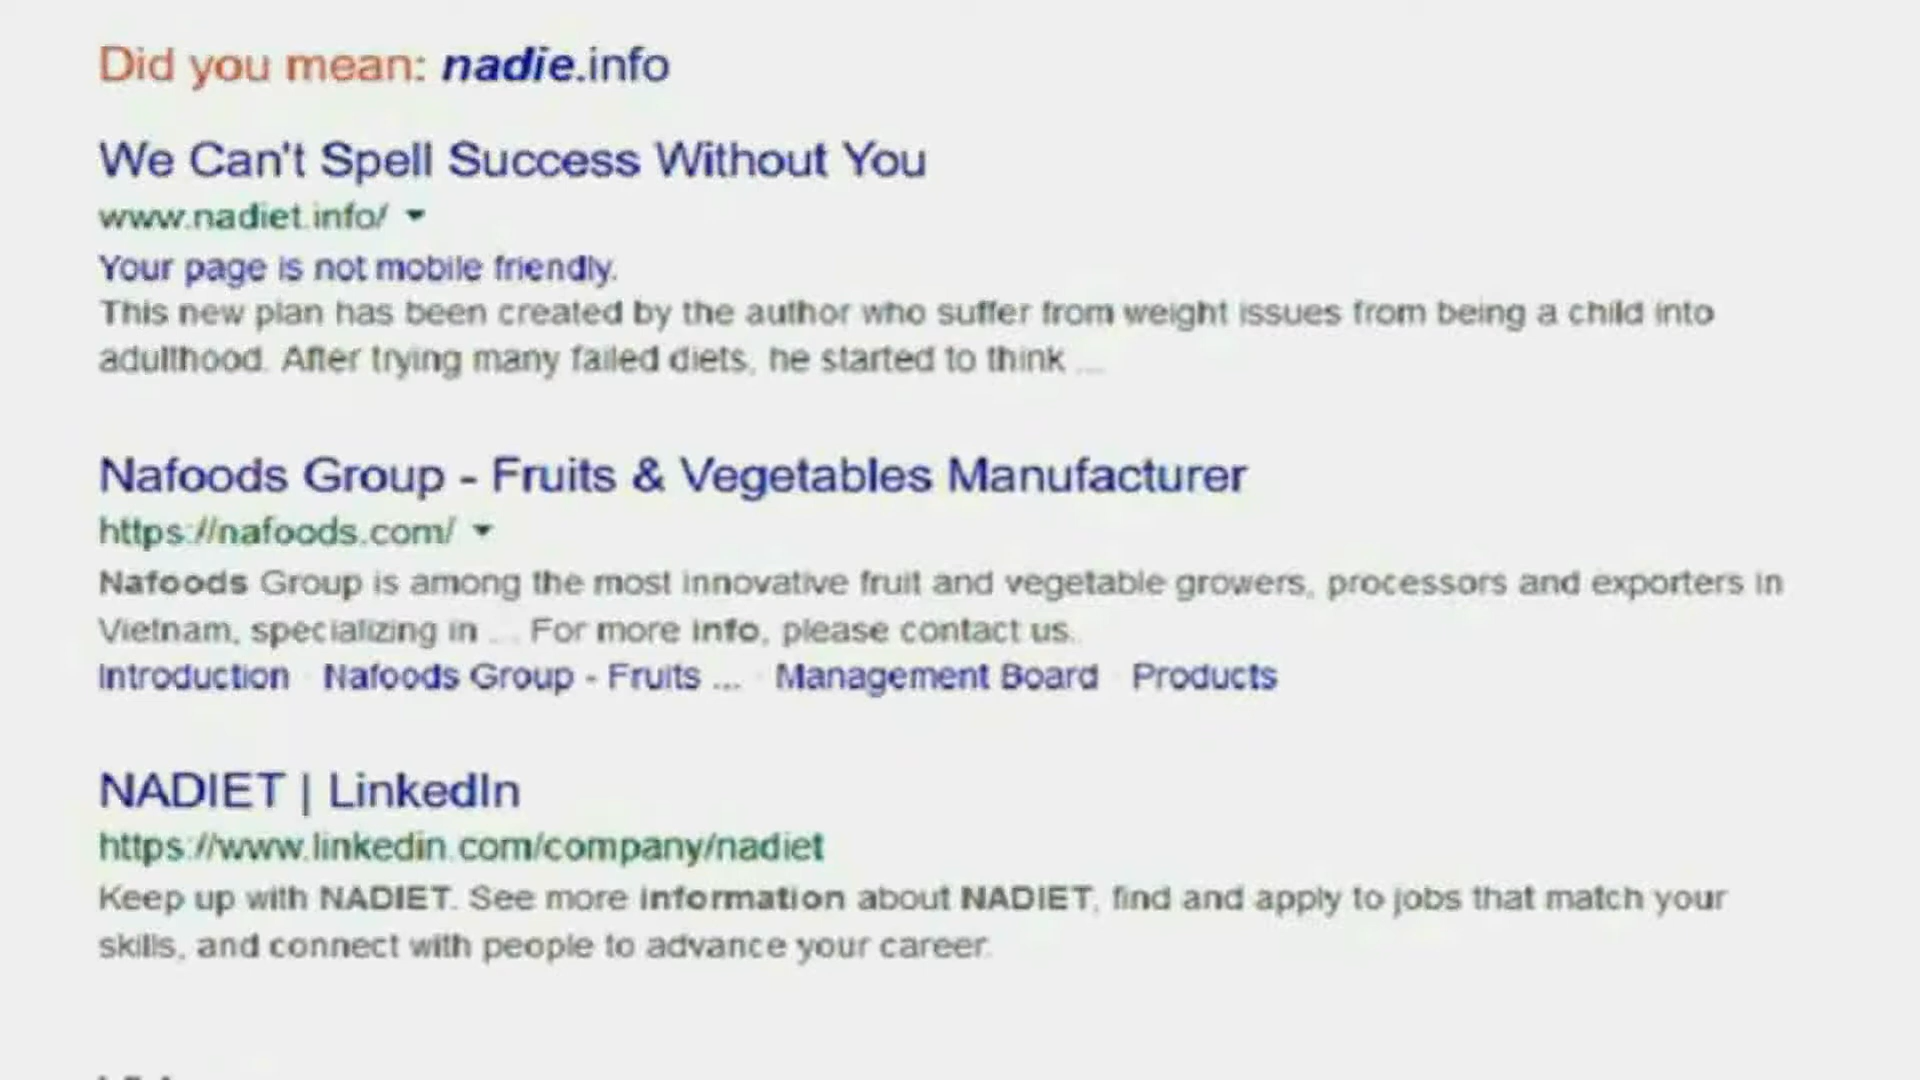 Did you mean: nadie.info
We Can't Spell Success Without You
www.nadiet.info/
Your page is not mobile friendly.
This new plan has been created by the author who suffer from weight issues from being a child into
adulthood. After trying many failed diets, he started to think ...
Nafoods Group - Fruits & Vegetables Manufacturer
https://nafoods.com/
Nafoods Group is among the most innovative fruit and vegetable growers, processors and exporters in
Vietnam, specializing in ... For more info, please contact us.
Introduction · Nafoods Group - Fruits ... · Management Board · Products
NADIET | LinkedIn
https://www.linkedin.com/company/nadiet
Keep up with NADIET. See more information about NADIET, find and apply to jobs that match your
skills, and connect with people to advance your career.